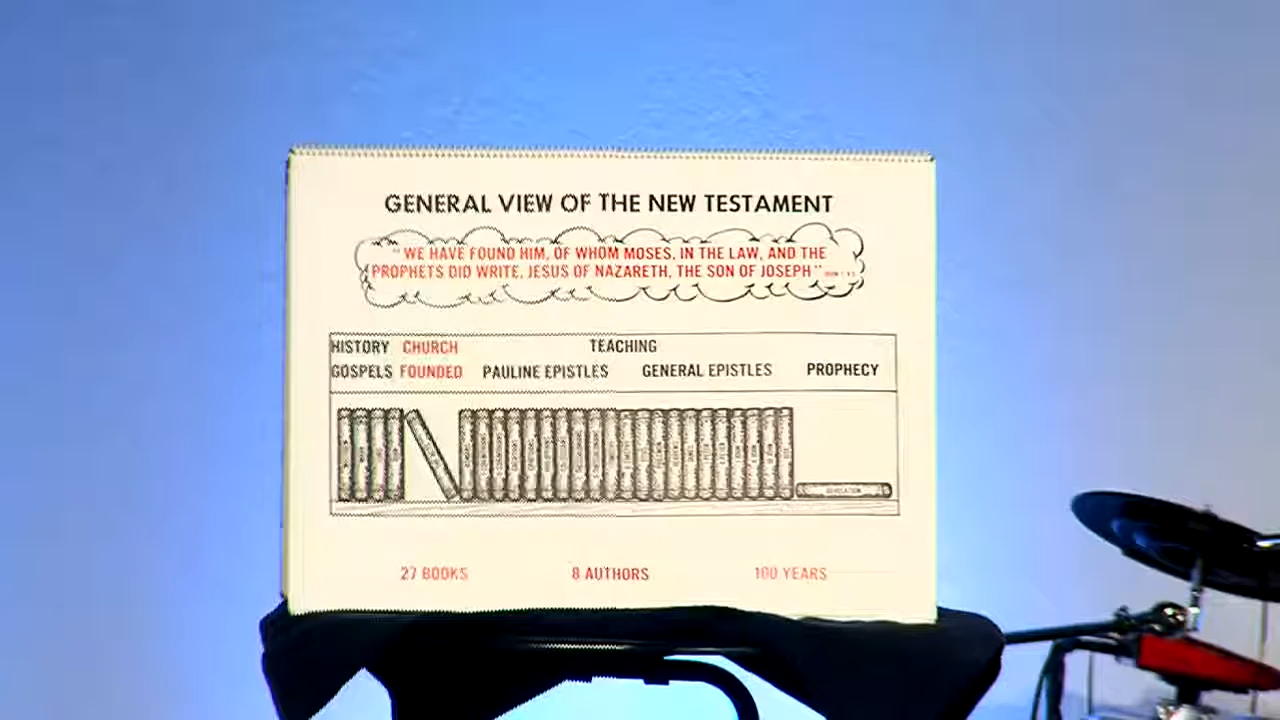 GENERAL VIEW OF THE NEW TESTAMENT
" WE HAVE FOUND HIM, OF WHOM MOSES, IN THE LAW, AND THE
PROPHETS DID WRITE, JESUS OF NAZARETH, THE SON OF JOSEPH "
HISTORY CHURCH TEACHING
GOSPELS FOUNDED PAULINE EPISTLES GENERAL EPISTLES PROPHECY
REVELATION
27 BOOKS 8 AUTHORS 100 YEARS